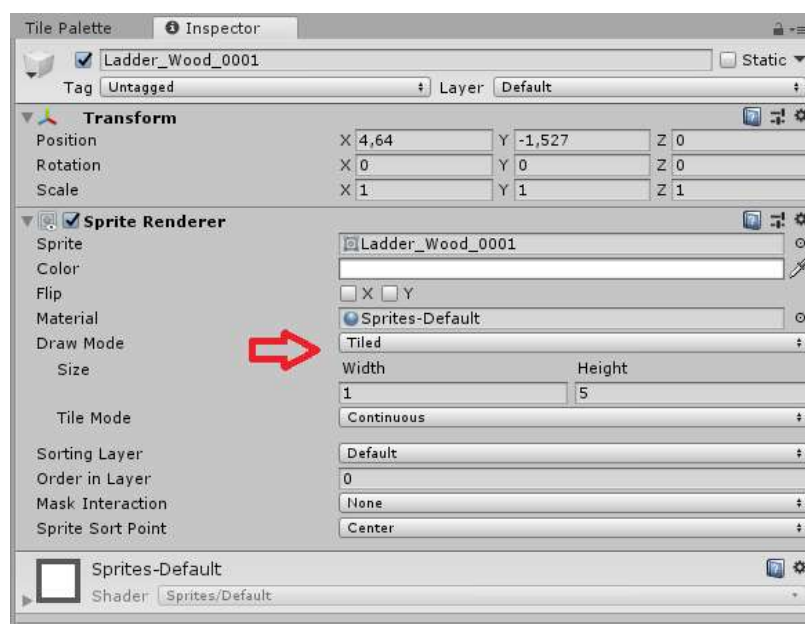 Tile Palette Inspector
Ladder_Wood_0001 Static
Tag Untagged Layer Default
Transform
Position X 4,64 Y -1,527 Z 0
Rotation X 0 Y 0 Z 0
Scale X 1 Y 1 Z 1
Sprite Renderer
Sprite Ladder_Wood_0001
Color
Flip X Y
Material Sprites-Default
Draw Mode Tiled
Size Width Height
1 5
Tile Mode Continuous
Sorting Layer Default
Order in Layer 0
Mask Interaction None
Sprite Sort Point Center
Sprites-Default
Shader Sprites/Default